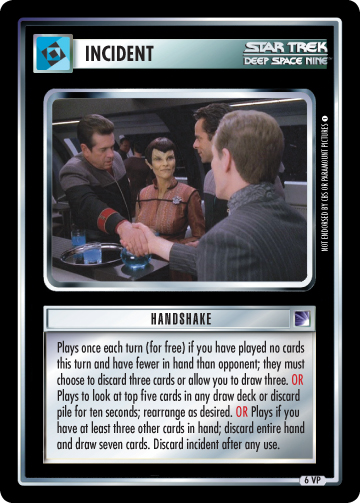 INCIDENT
STAR TREK
DEEP SPACE NINE
NOT ENDORSED BY CBS OR PARAMOUNT PICTURES
HANDSHAKE
Plays once each turn (for free) if you have played no cards
this turn and have fewer in hand than opponent; they must
choose to discard three cards or allow you to draw three. OR
Plays to look at top five cards in any draw deck or discard
pile for ten seconds; rearrange as desired. OR Plays if you
have at least three other cards in hand; discard entire hand
and draw seven cards. Discard incident after any use.
6 VP